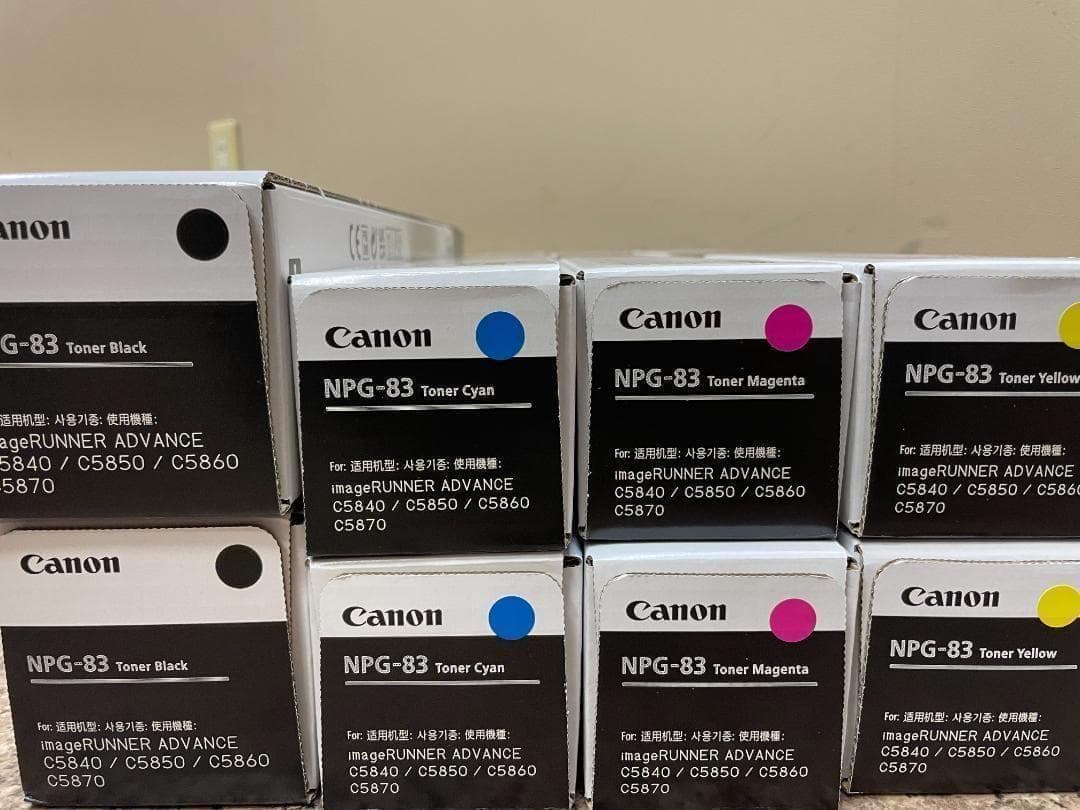 anon
G-83 Toner Black
适用机型: 사용기종: 使用機種:
ageRUNNER ADVANCE
5840 / C5850 / C5860
5870
Canon
NPG-83 Toner Cyan
For: 适用机型: 사용기종: 使用機種:
imageRUNNER ADVANCE
C5840 / C5850 / C5860
C5870
Canon
NPG-83 Toner Magenta
For: 适用机型: 사용기종: 使用機種:
imageRUNNER ADVANCE
C5840 / C5850 / C5860
C5870
Canon
NPG-83 Toner Yellow
For: 适用机型: 사용기종: 使用機種:
imageRUNNER ADVANCE
C5840 / C5850 / C586
C5870
Canon
NPG-83 Toner Black
For: 适用机型: 사용기종: 使用機種:
imageRUNNER ADVANCE
C5840 / C5850 / C5860
C5870
Canon
NPG-83 Toner Cyan
For: 适用机型: 사용기종: 使用機種:
imageRUNNER ADVANCE
C5840 / C5850 / C5860
C5870
Canon
NPG-83 Toner Magenta
For: 适用机型: 사용기종: 使用機種:
imageRUNNER ADVANCE
C5840 / C5850 / C5860
C5870
Canon
NPG-83 Toner Yellow
For: 适用机型: 사용기종: 使用機種:
imageRUNNER ADVANCE
C5840 / C5850 / C5860
C5870